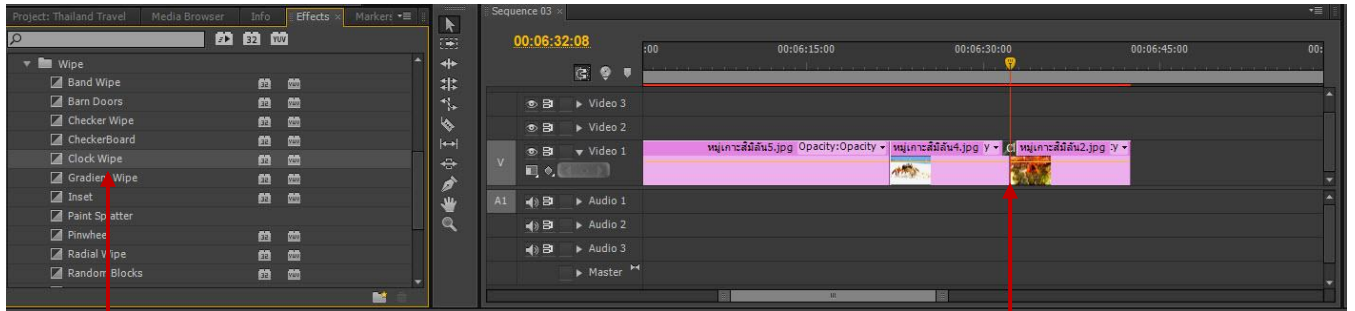 Project: Thailand Travel Media Browser Info Effects × Markers
32 YUV
Wipe
Band Wipe
Barn Doors
Checker Wipe
CheckerBoard
Clock Wipe
Gradient Wipe
Inset
Paint Splatter
Pinwheel
Radial Wipe
Random Blocks
Sequence 03 ×
00:06:32:08
:00 00:06:15:00 00:06:30:00 00:06:45:00 00:
Video 3
Video 2
V Video 1
หมู่เกาะสิมิลัน5.jpg Opacity:Opacity หมู่เกาะสิมิลัน4.jpg y Cl หมู่เกาะสิมิลัน2.jpg :y
A1 Audio 1
Audio 2
Audio 3
Master